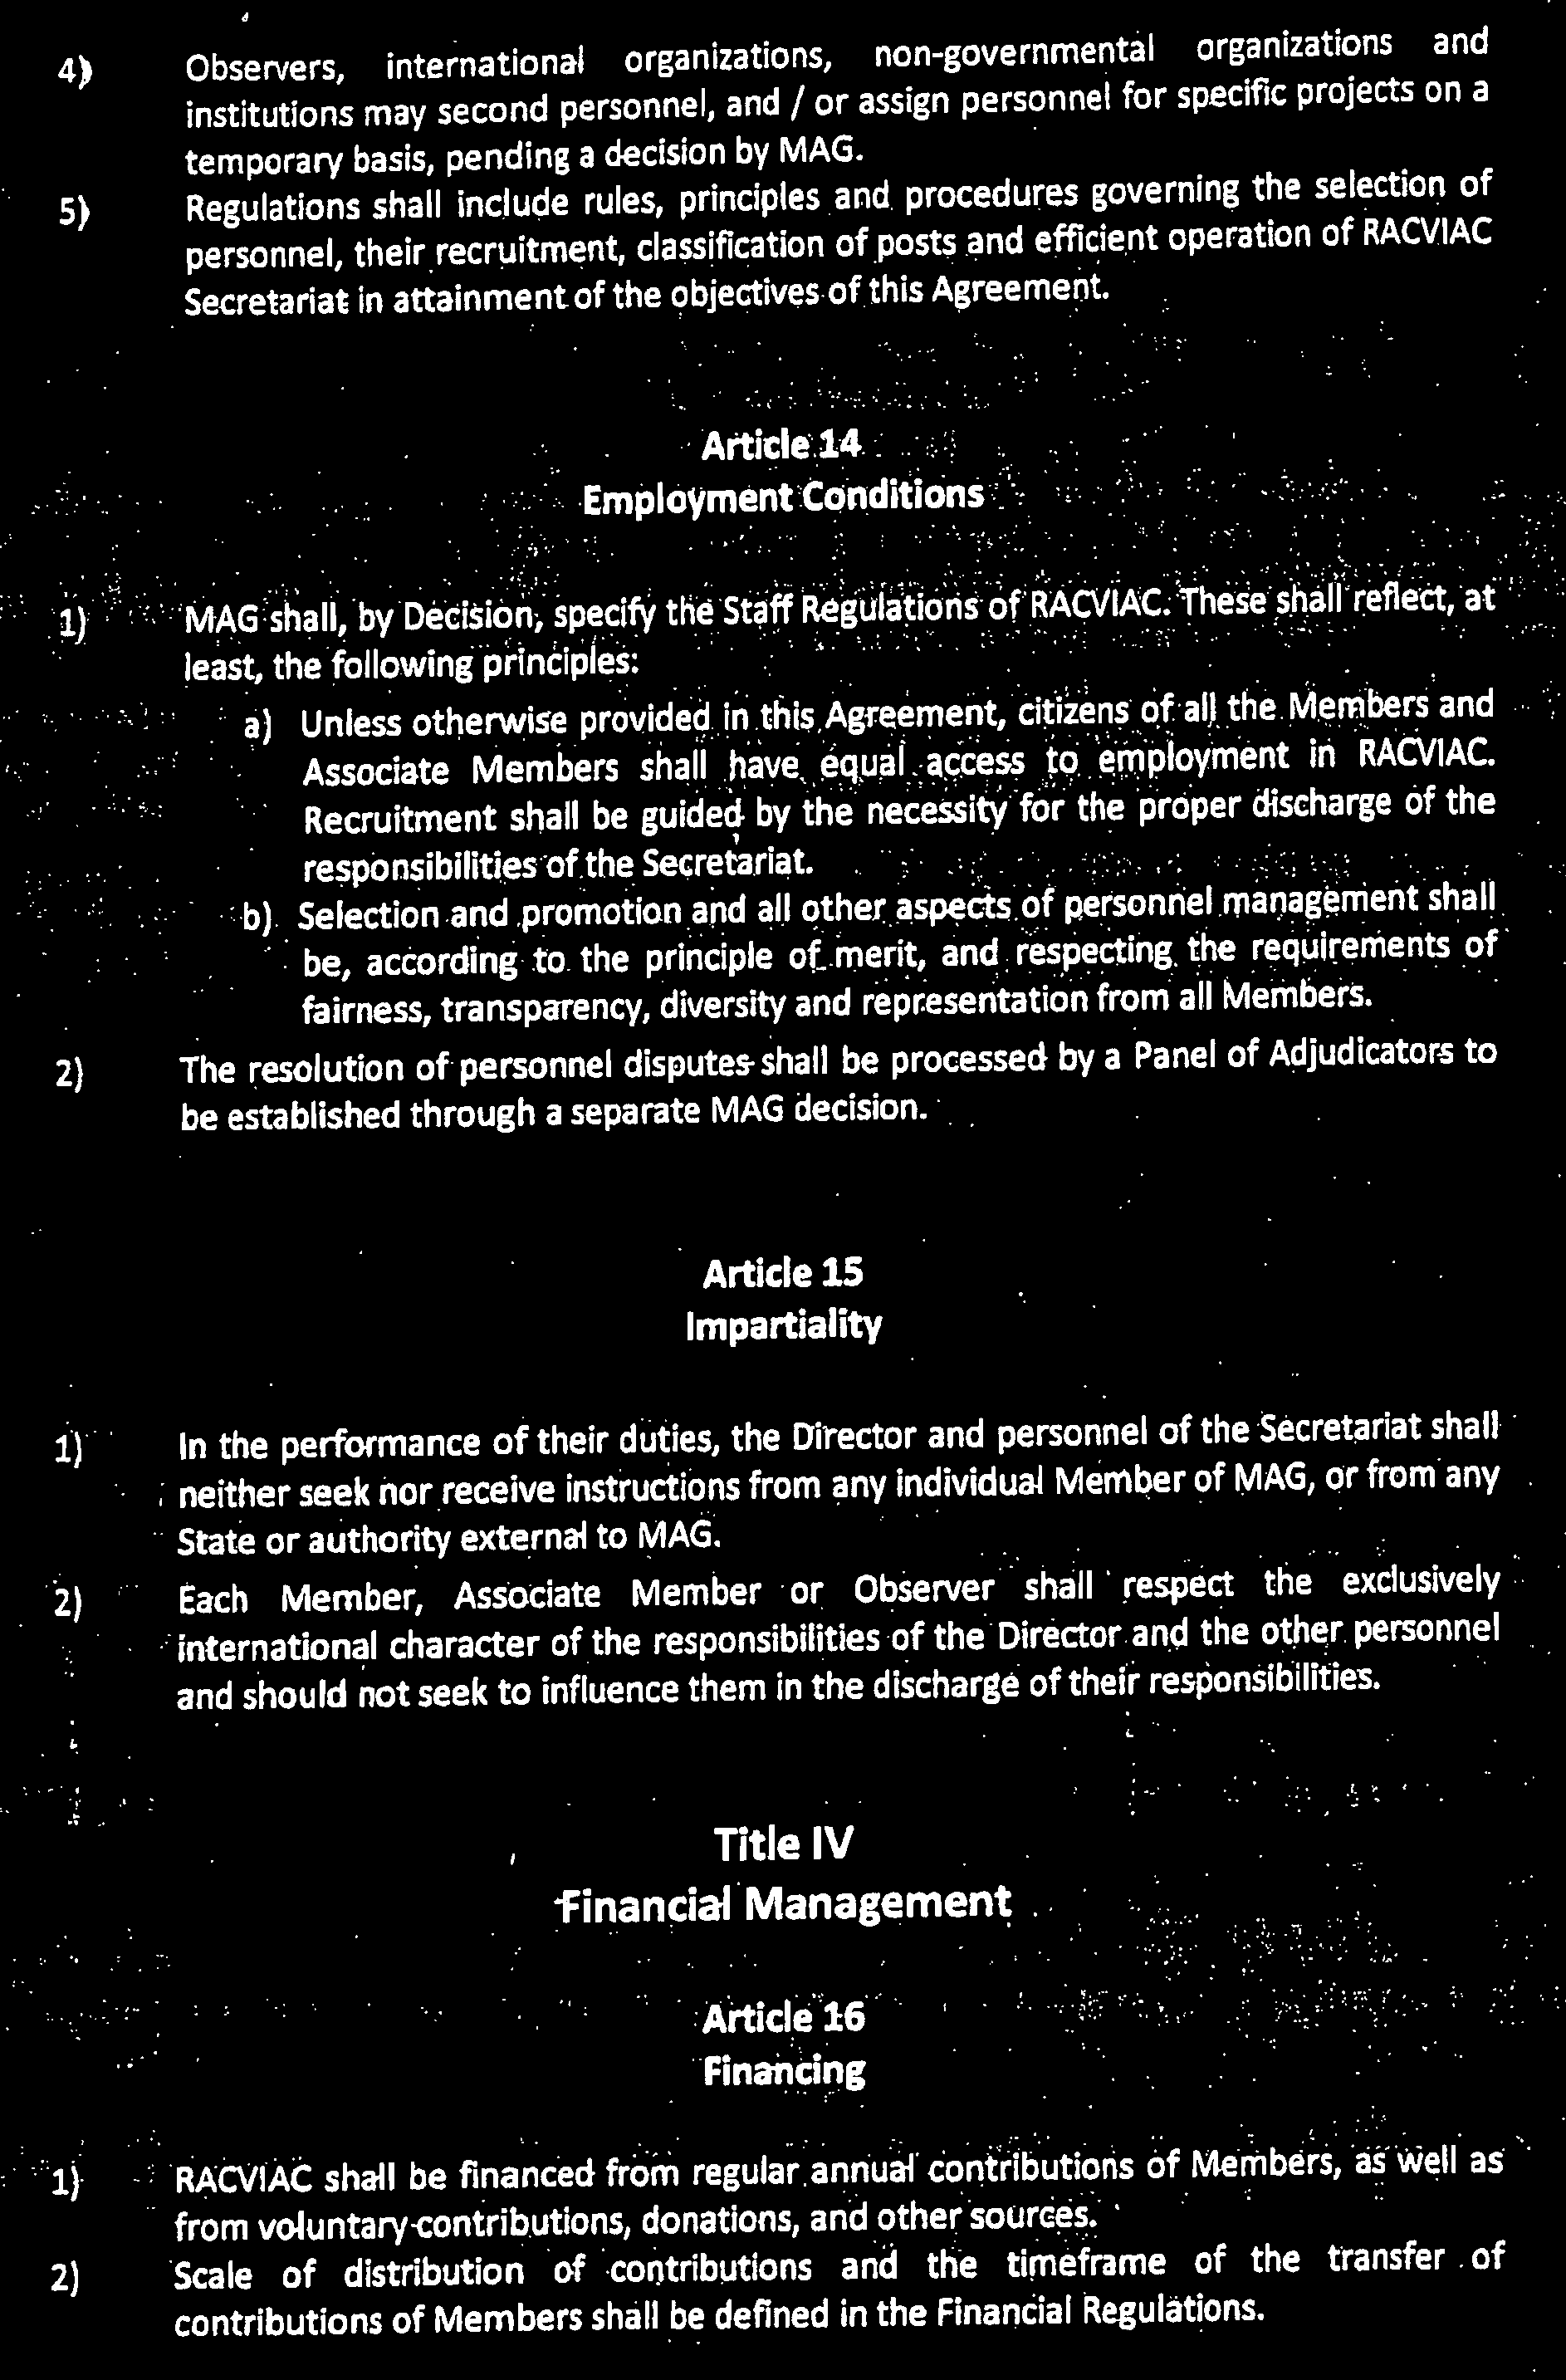 4) Observers, international organizations, non-governmental organizations and
institutions may second personnel, and / or assign personnel for specific projects on a
temporary basis, pending a decision by MAG.
5) Regulations shall include rules, principles and procedures governing the selection of
personnel, their recruitment, classification of posts and efficient operation of RACVIAC
Secretariat in attainment of the objectives of this Agreement.
Article 14
Employment Conditions
1) MAG shall, by Decision, specify the Staff Regulations of RACVIAC. These shall reflect, at
least, the following principles:
a) Unless otherwise provided in this Agreement, citizens of all the Members and
Associate Members shall have equal access to employment in RACVIAC.
Recruitment shall be guided by the necessity for the proper discharge of the
responsibilities of the Secretariat.
b) Selection and promotion and all other aspects of personnel management shall
be, according to the principle of merit, and respecting the requirements of
fairness, transparency, diversity and representation from all Members.
2) The resolution of personnel disputes shall be processed by a Panel of Adjudicators to
be established through a separate MAG decision.
Article 15
Impartiality
1) In the performance of their duties, the Director and personnel of the Secretariat shall
neither seek nor receive instructions from any individual Member of MAG, or from any
State or authority external to MAG.
2) Each Member, Associate Member or Observer shall respect the exclusively
international character of the responsibilities of the Director and the other personnel
and should not seek to influence them in the discharge of their responsibilities.
Title IV
Financial Management
Article 16
Financing
1) RACVIAC shall be financed from regular annual contributions of Members, as well as
from voluntary contributions, donations, and other sources.
2) Scale of distribution of contributions and the timeframe of the transfer of
contributions of Members shall be defined in the Financial Regulations.